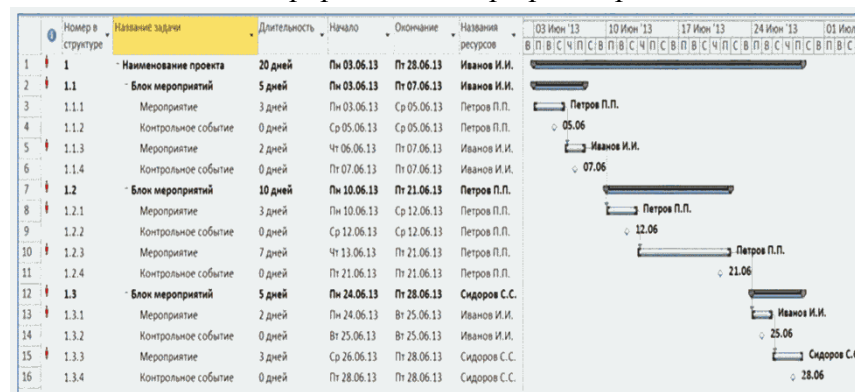 Номер в структуре Название задачи Длительность Начало Окончание Названия ресурсов 03 Июн '13 10 Июн '13 17 Июн '13 24 Июн '13 01 Июл
В П В С Ч П С В П В С Ч П С В П В С Ч П С В П В С Ч П С В П В С
1 1 Наименование проекта 20 дней Пн 03.06.13 Пт 28.06.13 Иванов И.И.
2 1.1 Блок мероприятий 5 дней Пн 03.06.13 Пт 07.06.13 Иванов И.И.
3 1.1.1 Мероприятие 3 дней Пн 03.06.13 Ср 05.06.13 Петров П.П. Петров П.П.
4 1.1.2 Контрольное событие 0 дней Ср 05.06.13 Ср 05.06.13 Петров П.П. 05.06
5 1.1.3 Мероприятие 2 дней Чт 06.06.13 Пт 07.06.13 Иванов И.И. Иванов И.И.
6 1.1.4 Контрольное событие 0 дней Пт 07.06.13 Пт 07.06.13 Иванов И.И. 07.06
7 1.2 Блок мероприятий 10 дней Пн 10.06.13 Пт 21.06.13 Петров П.П.
8 1.2.1 Мероприятие 3 дней Пн 10.06.13 Ср 12.06.13 Петров П.П. Петров П.П.
9 1.2.2 Контрольное событие 0 дней Ср 12.06.13 Ср 12.06.13 Петров П.П. 12.06
10 1.2.3 Мероприятие 7 дней Чт 13.06.13 Пт 21.06.13 Петров П.П. Петров П.П.
11 1.2.4 Контрольное событие 0 дней Пт 21.06.13 Пт 21.06.13 Петров П.П. 21.06
12 1.3 Блок мероприятий 5 дней Пн 24.06.13 Пт 28.06.13 Сидоров С.С.
13 1.3.1 Мероприятие 2 дней Пн 24.06.13 Вт 25.06.13 Иванов И.И. Иванов И.И.
14 1.3.2 Контрольное событие 0 дней Вт 25.06.13 Вт 25.06.13 Иванов И.И. 25.06
15 1.3.3 Мероприятие 3 дней Ср 26.06.13 Пт 28.06.13 Сидоров С.С. Сидоров С.С
16 1.3.4 Контрольное событие 0 дней Пт 28.06.13 Пт 28.06.13 Сидоров С.С. 28.06